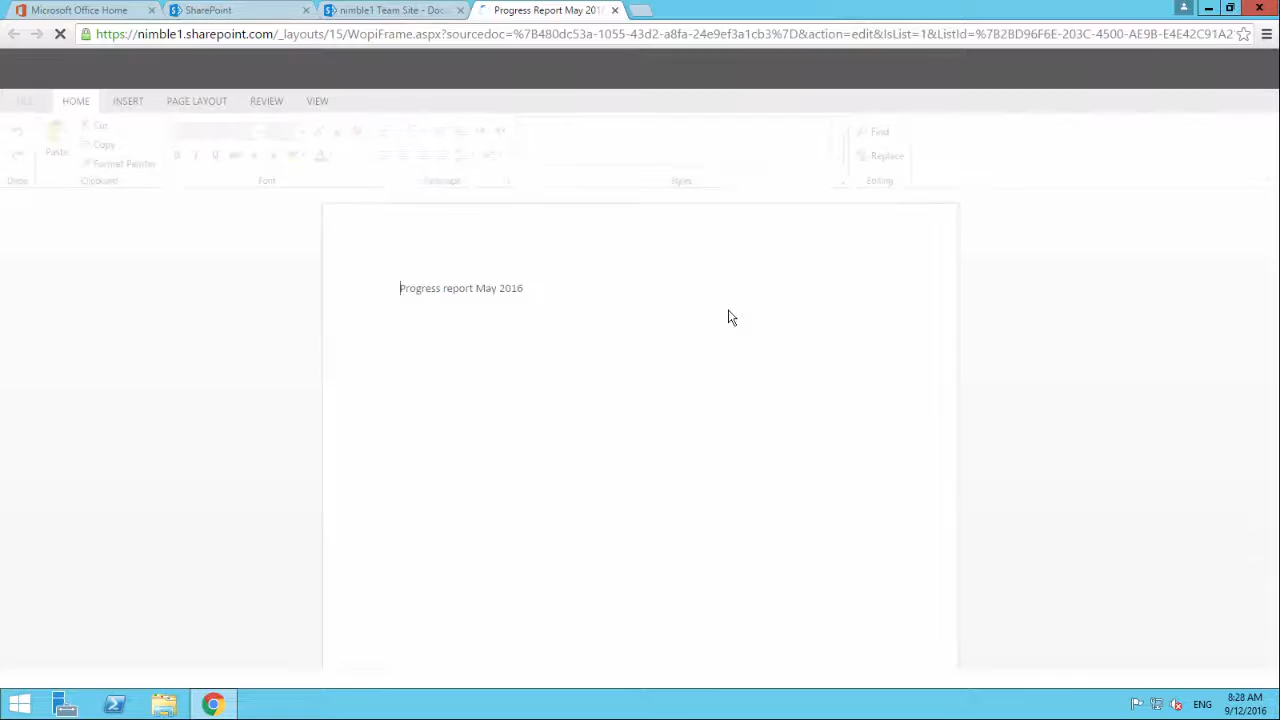 Microsoft Office Home
SharePoint
nimble1 Team Site - Doc
Progress Report May 201
https://nimble1.sharepoint.com/_layouts/15/WopiFrame.aspx?sourcedoc=%7B480dc53a-1055-43d2-a8fa-24e9ef3a1cb3%7D&action=edit&IsList=1&ListId=%7B2BD96F6E-203C-4500-AE9B-E4E42C91A2
FILE HOME INSERT PAGE LAYOUT REVIEW VIEW
Cut
Copy
Format Painter
Paste
Find
Replace
Clipboard Font Paragraph Styles Editing
Progress report May 2016
ENG
8:28 AM
9/12/2016